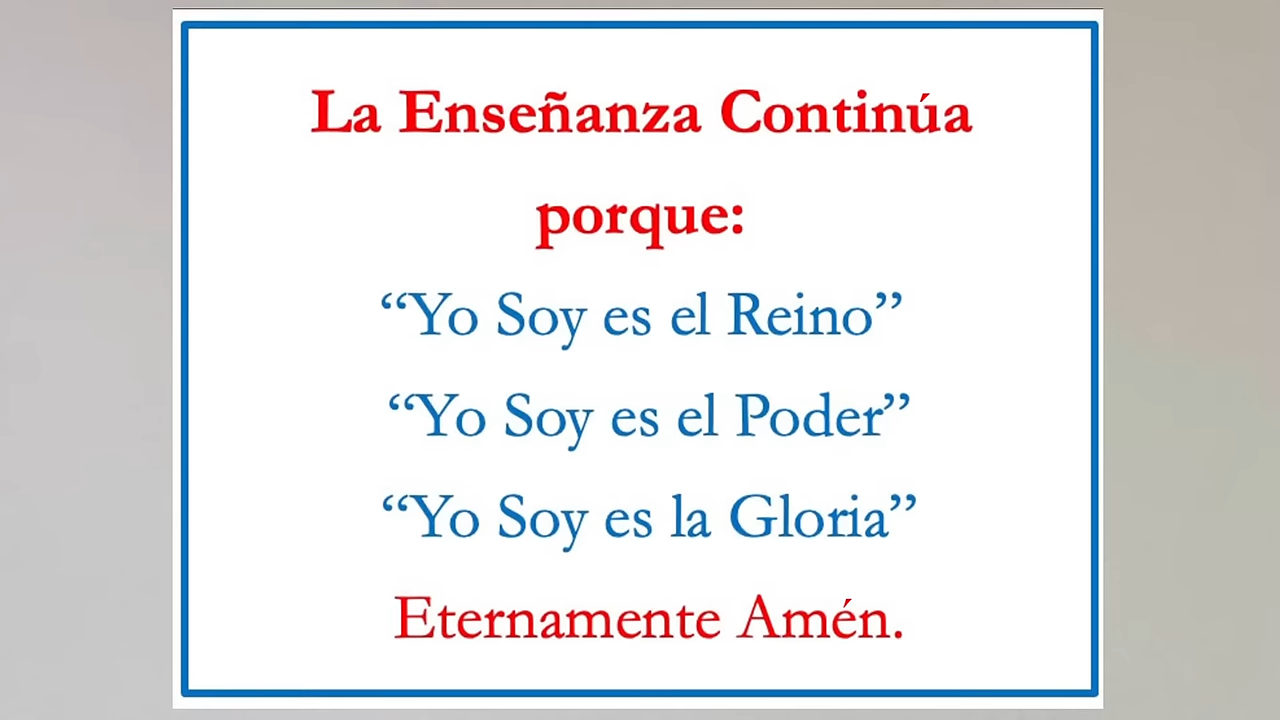 La Enseñanza Continúa
porque:
“Yo Soy es el Reino”
“Yo Soy es el Poder”
“Yo Soy es la Gloria”
Eternamente Amén.